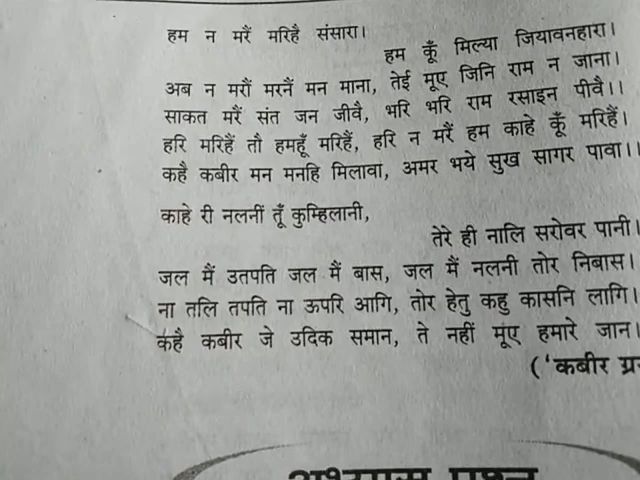 हम न मरैं मरिहै संसारा।
हम कूँ मिल्या जियावनहारा।
अब न मरौं मरनैं मन माना, तेई मूए जिनि राम न जाना।
साकत मरैं संत जन जीवै, भरि भरि राम रसाइन पीवै।।
हरि मरिहैं तौ हमहूँ मरिहैं, हरि न मरैं हम काहे कूँ मरिहैं।
कहै कबीर मन मनहि मिलावा, अमर भये सुख सागर पावा।।
काहे री नलनीं तूँ कुम्हिलानी,
तेरे ही नालि सरोवर पानी।
जल मैं उतपति जल मैं बास, जल मैं नलनी तोर निबास।
ना तलि तपति ना ऊपरि आगि, तोर हेतु कहु कासनि लागि।
कहै कबीर जे उदिक समान, ते नहीं मूंए हमारे जान।
('कबीर ग्र